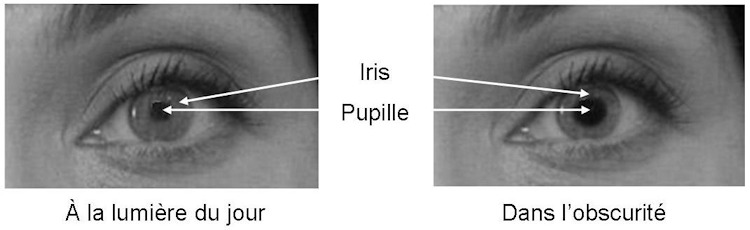 Iris
Pupille
À la lumière du jour
Dans l'obscurité